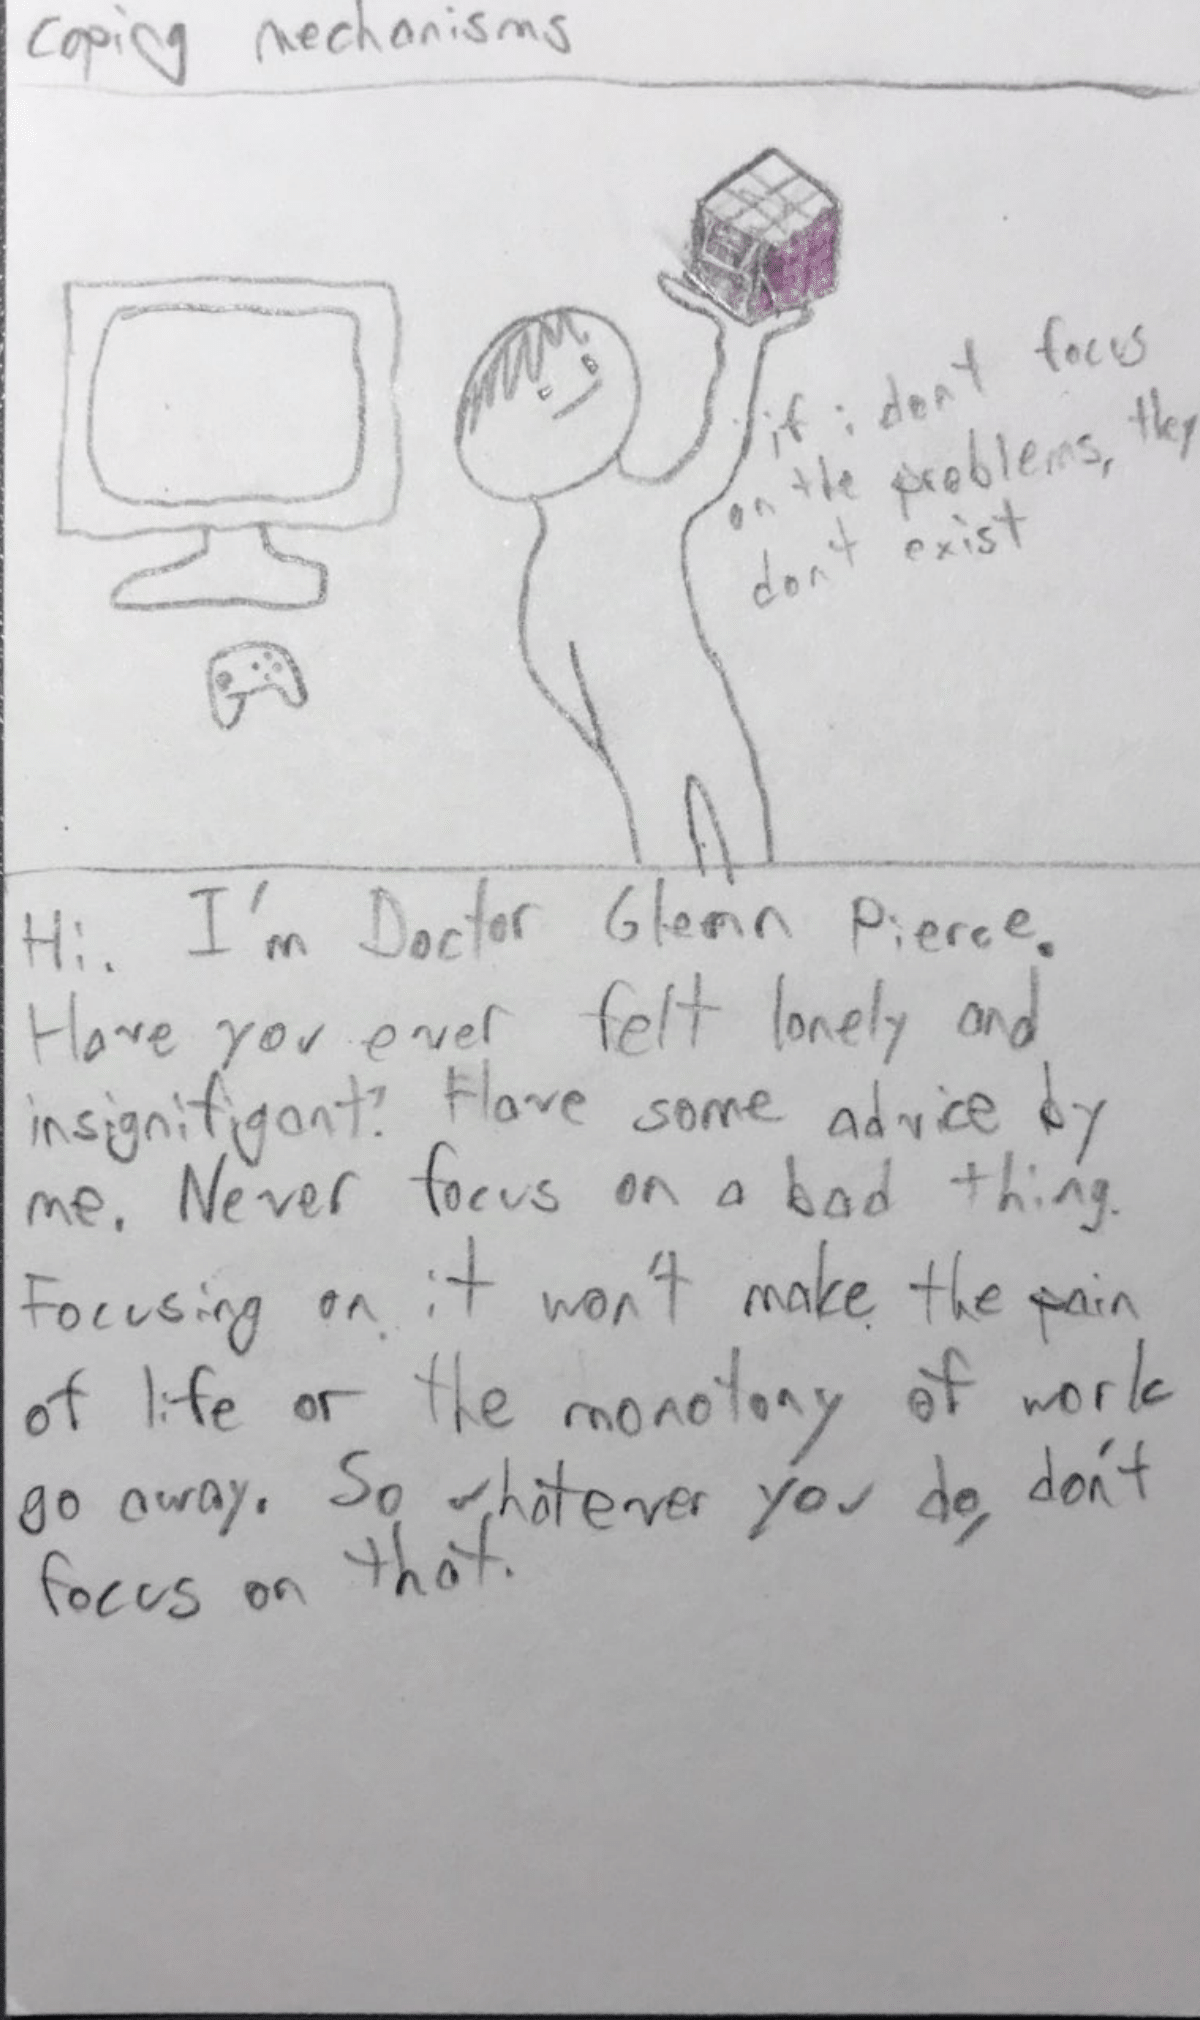 Coping mechanisms
if i don't focus
on the problems, they
don't exist
Hi. I'm Doctor Glenn Pierce.
Have you ever felt lonely and
insignifigant? Have some advice by
me. Never focus on a bad thing.
Focusing on it won't make the pain
of life or the monotony of work
go away. So whatever you do, don't
focus on that.